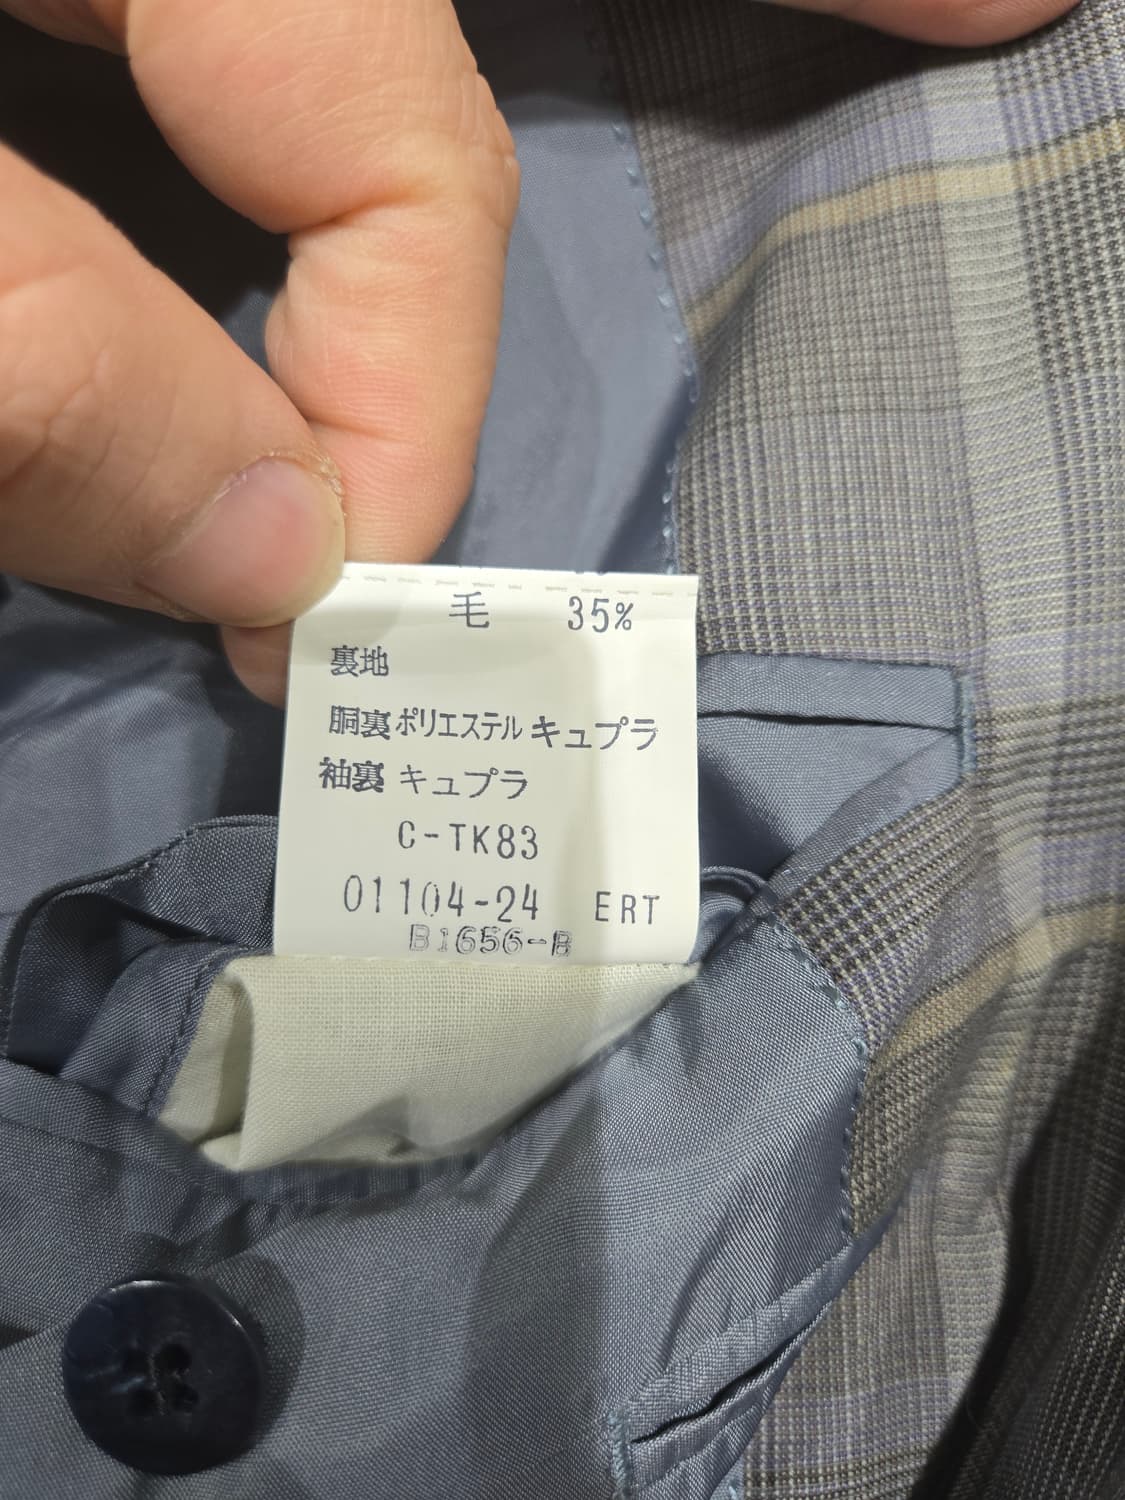 毛 35%
裏地
胴裏 ポリエステル キュプラ
袖裏 キュプラ
C-TK83
01104-24 ERT
B1656-B